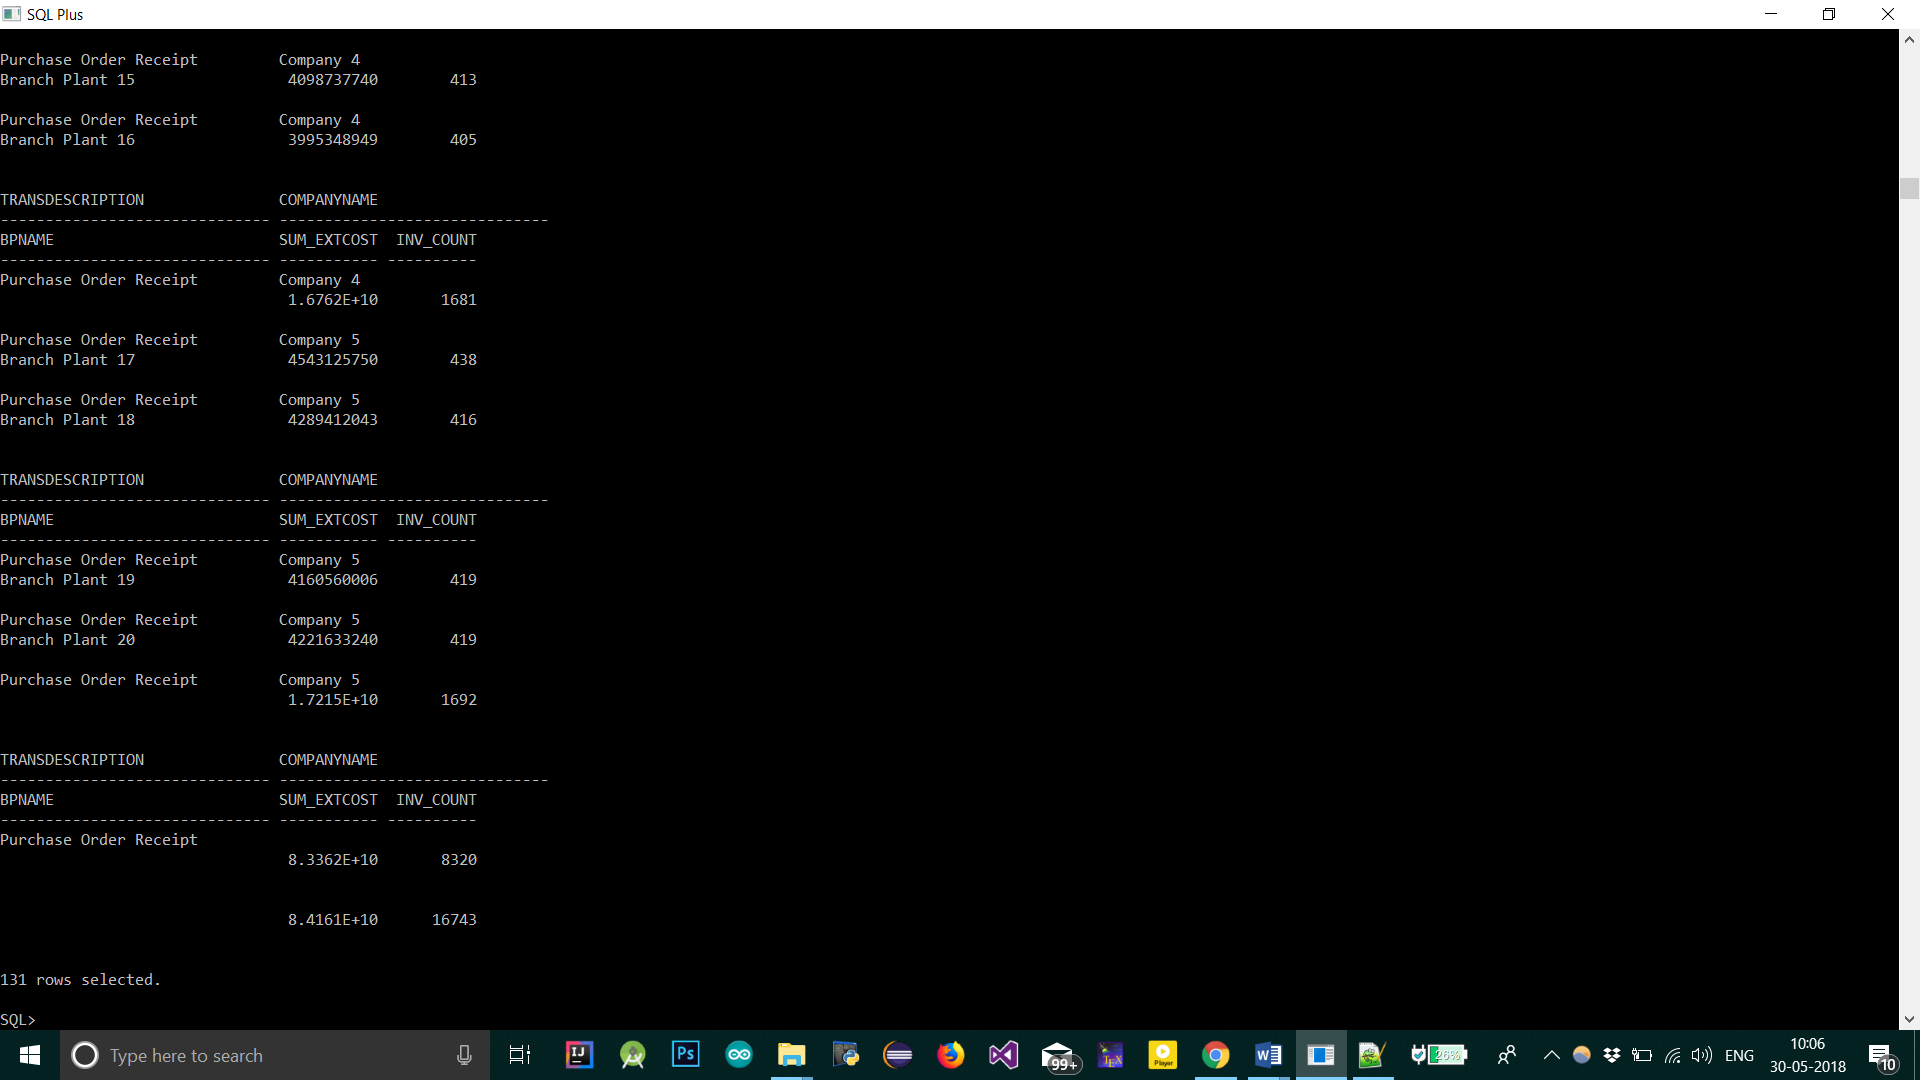 SQL Plus
Purchase Order Receipt         Company 4
Branch Plant 15                 4098737740        413
Purchase Order Receipt         Company 4
Branch Plant 16                 3995348949        405
TRANSDESCRIPTION               COMPANYNAME
------------------------------ ------------------------------
BPNAME                         SUM_EXTCOST  INV_COUNT
------------------------------ ----------- ----------
Purchase Order Receipt         Company 4
                                1.6762E+10       1681
Purchase Order Receipt         Company 5
Branch Plant 17                 4543125750        438
Purchase Order Receipt         Company 5
Branch Plant 18                 4289412043        416
TRANSDESCRIPTION               COMPANYNAME
------------------------------ ------------------------------
BPNAME                         SUM_EXTCOST  INV_COUNT
------------------------------ ----------- ----------
Purchase Order Receipt         Company 5
Branch Plant 19                 4160560006        419
Purchase Order Receipt         Company 5
Branch Plant 20                 4221633240        419
Purchase Order Receipt         Company 5
                                1.7215E+10       1692
TRANSDESCRIPTION               COMPANYNAME
------------------------------ ------------------------------
BPNAME                         SUM_EXTCOST  INV_COUNT
------------------------------ ----------- ----------
Purchase Order Receipt
                                8.3362E+10       8320
                                8.4161E+10      16743
131 rows selected.
SQL>
Type here to search
IJ
Ps
99+
TEX
Player
26%
ENG
10:06
30-05-2018
10